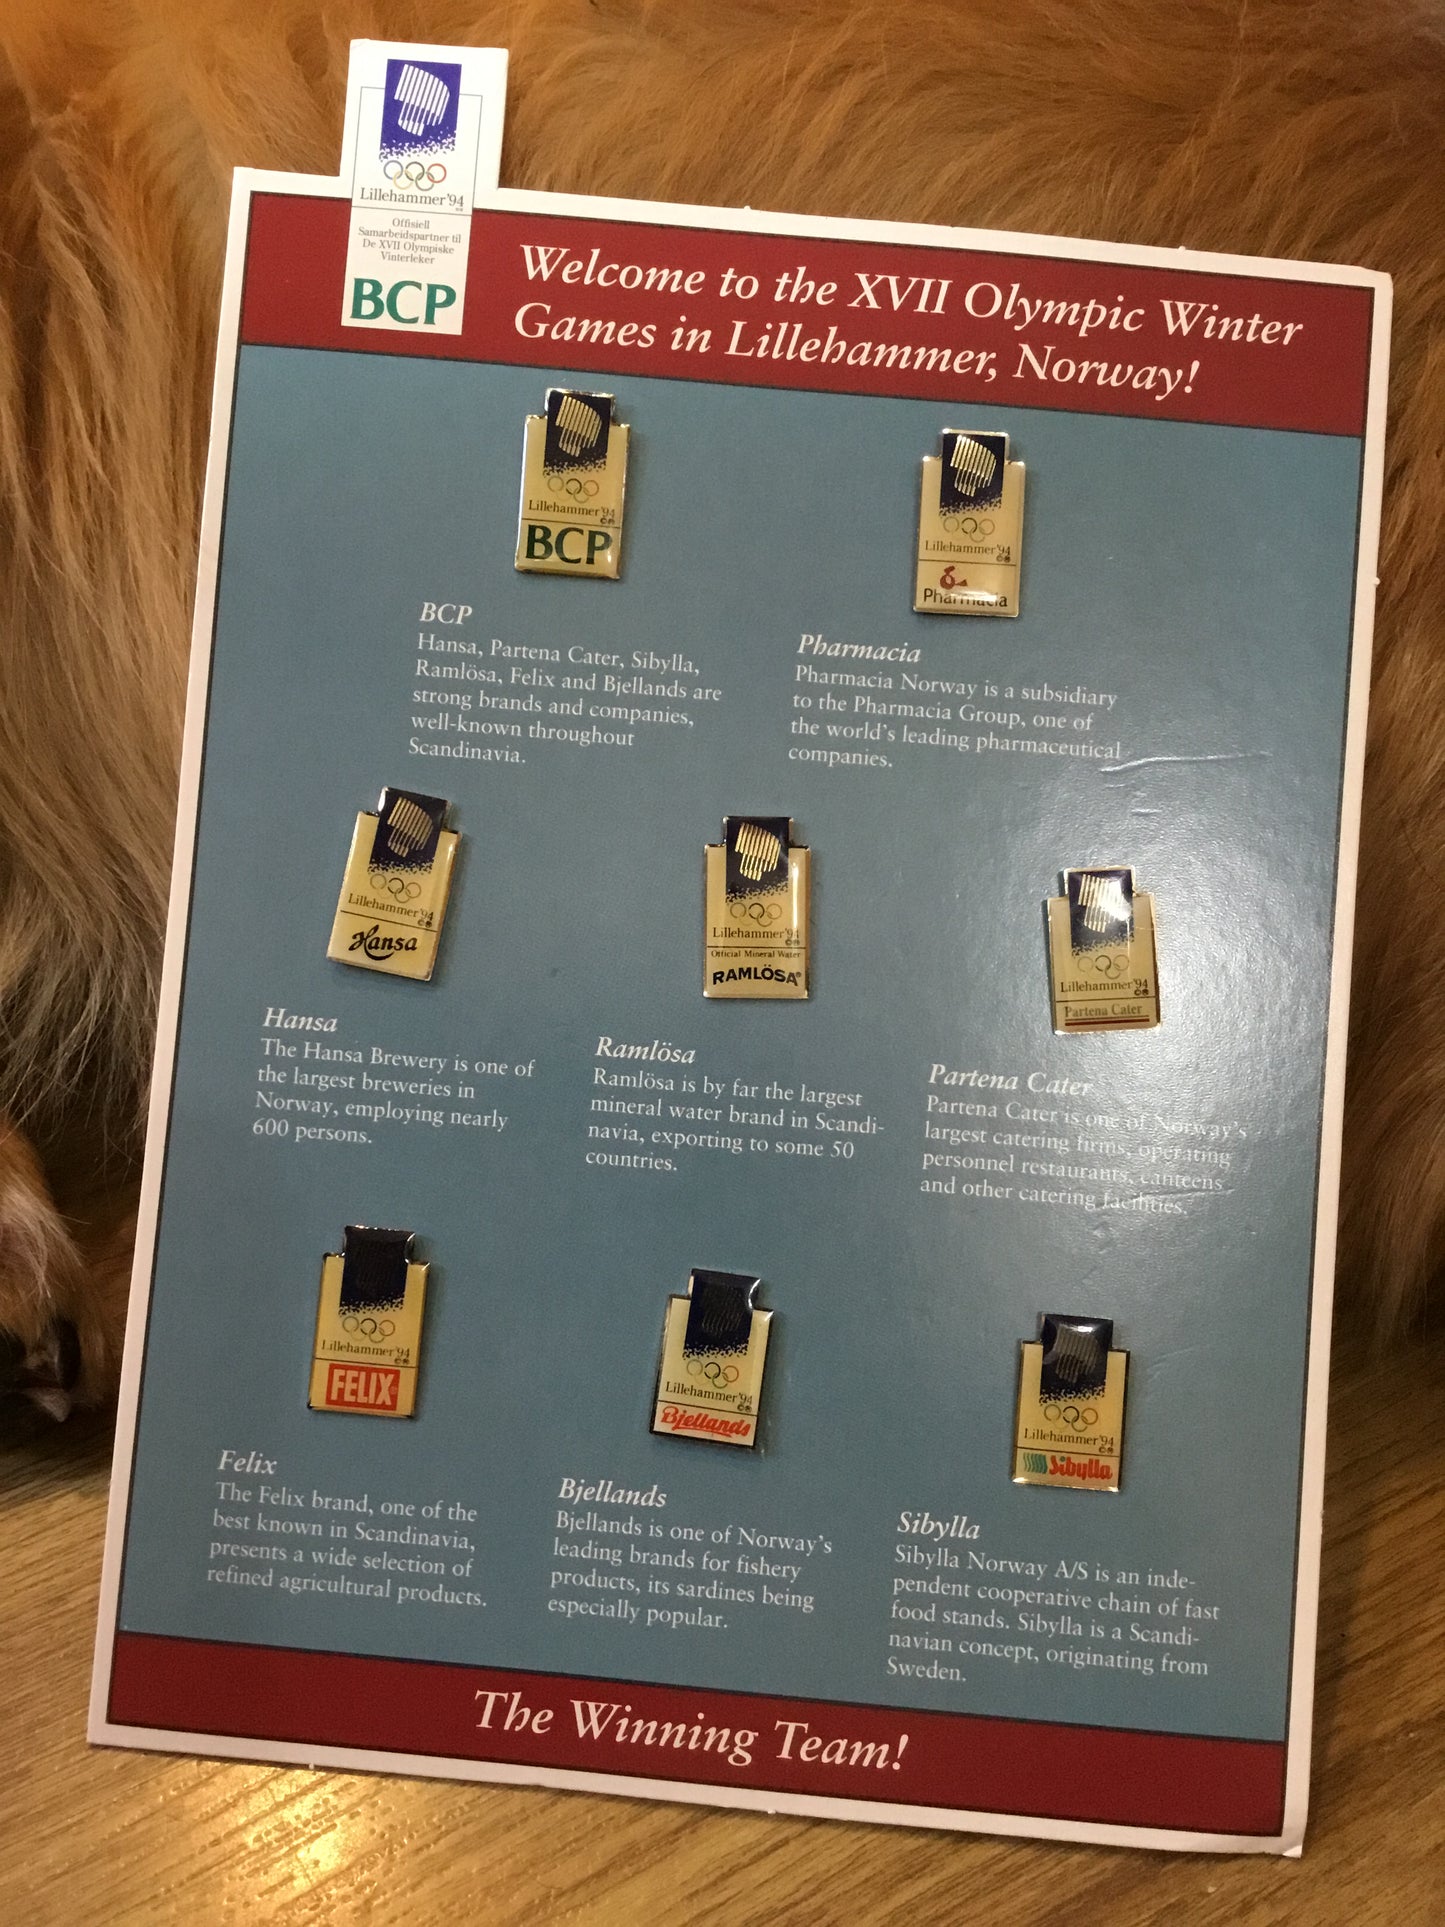 Lillehammer '94
Offisiell
Samarbeidspartner til
De XVII Olympiske
Vinterleker
BCP
Welcome to the XVII Olympic Winter
Games in Lillehammer, Norway!
Lillehammer '94
BCP
Lillehammer '94
Pharmacia
BCP
Hansa, Partena Cater, Sibylla,
Ramlösa, Felix and Bjellands are
strong brands and companies,
well-known throughout
Scandinavia.
Pharmacia
Pharmacia Norway is a subsidiary
to the Pharmacia Group, one of
the world's leading pharmaceutical
companies.
Lillehammer '94
Hansa
Lillehammer '94
Official Mineral Water
RAMLÖSA®
Lillehammer '94
Partena Cater
Hansa
The Hansa Brewery is one of
the largest breweries in
Norway, employing nearly
600 persons.
Ramlösa
Ramlösa is by far the largest
mineral water brand in Scandi-
navia, exporting to some 50
countries.
Partena Cater
Partena Cater is one of Norway's
largest catering firms, operating
personnel restaurants, canteens
and other catering facilities.
Lillehammer '94
FELIX®
Lillehammer '94
Bjellands
Lillehammer '94
Sibylla
Felix
The Felix brand, one of the
best known in Scandinavia,
presents a wide selection of
refined agricultural products.
Bjellands
Bjellands is one of Norway's
leading brands for fishery
products, its sardines being
especially popular.
Sibylla
Sibylla Norway A/S is an inde-
pendent cooperative chain of fast
food stands. Sibylla is a Scandi-
navian concept, originating from
Sweden.
The Winning Team!